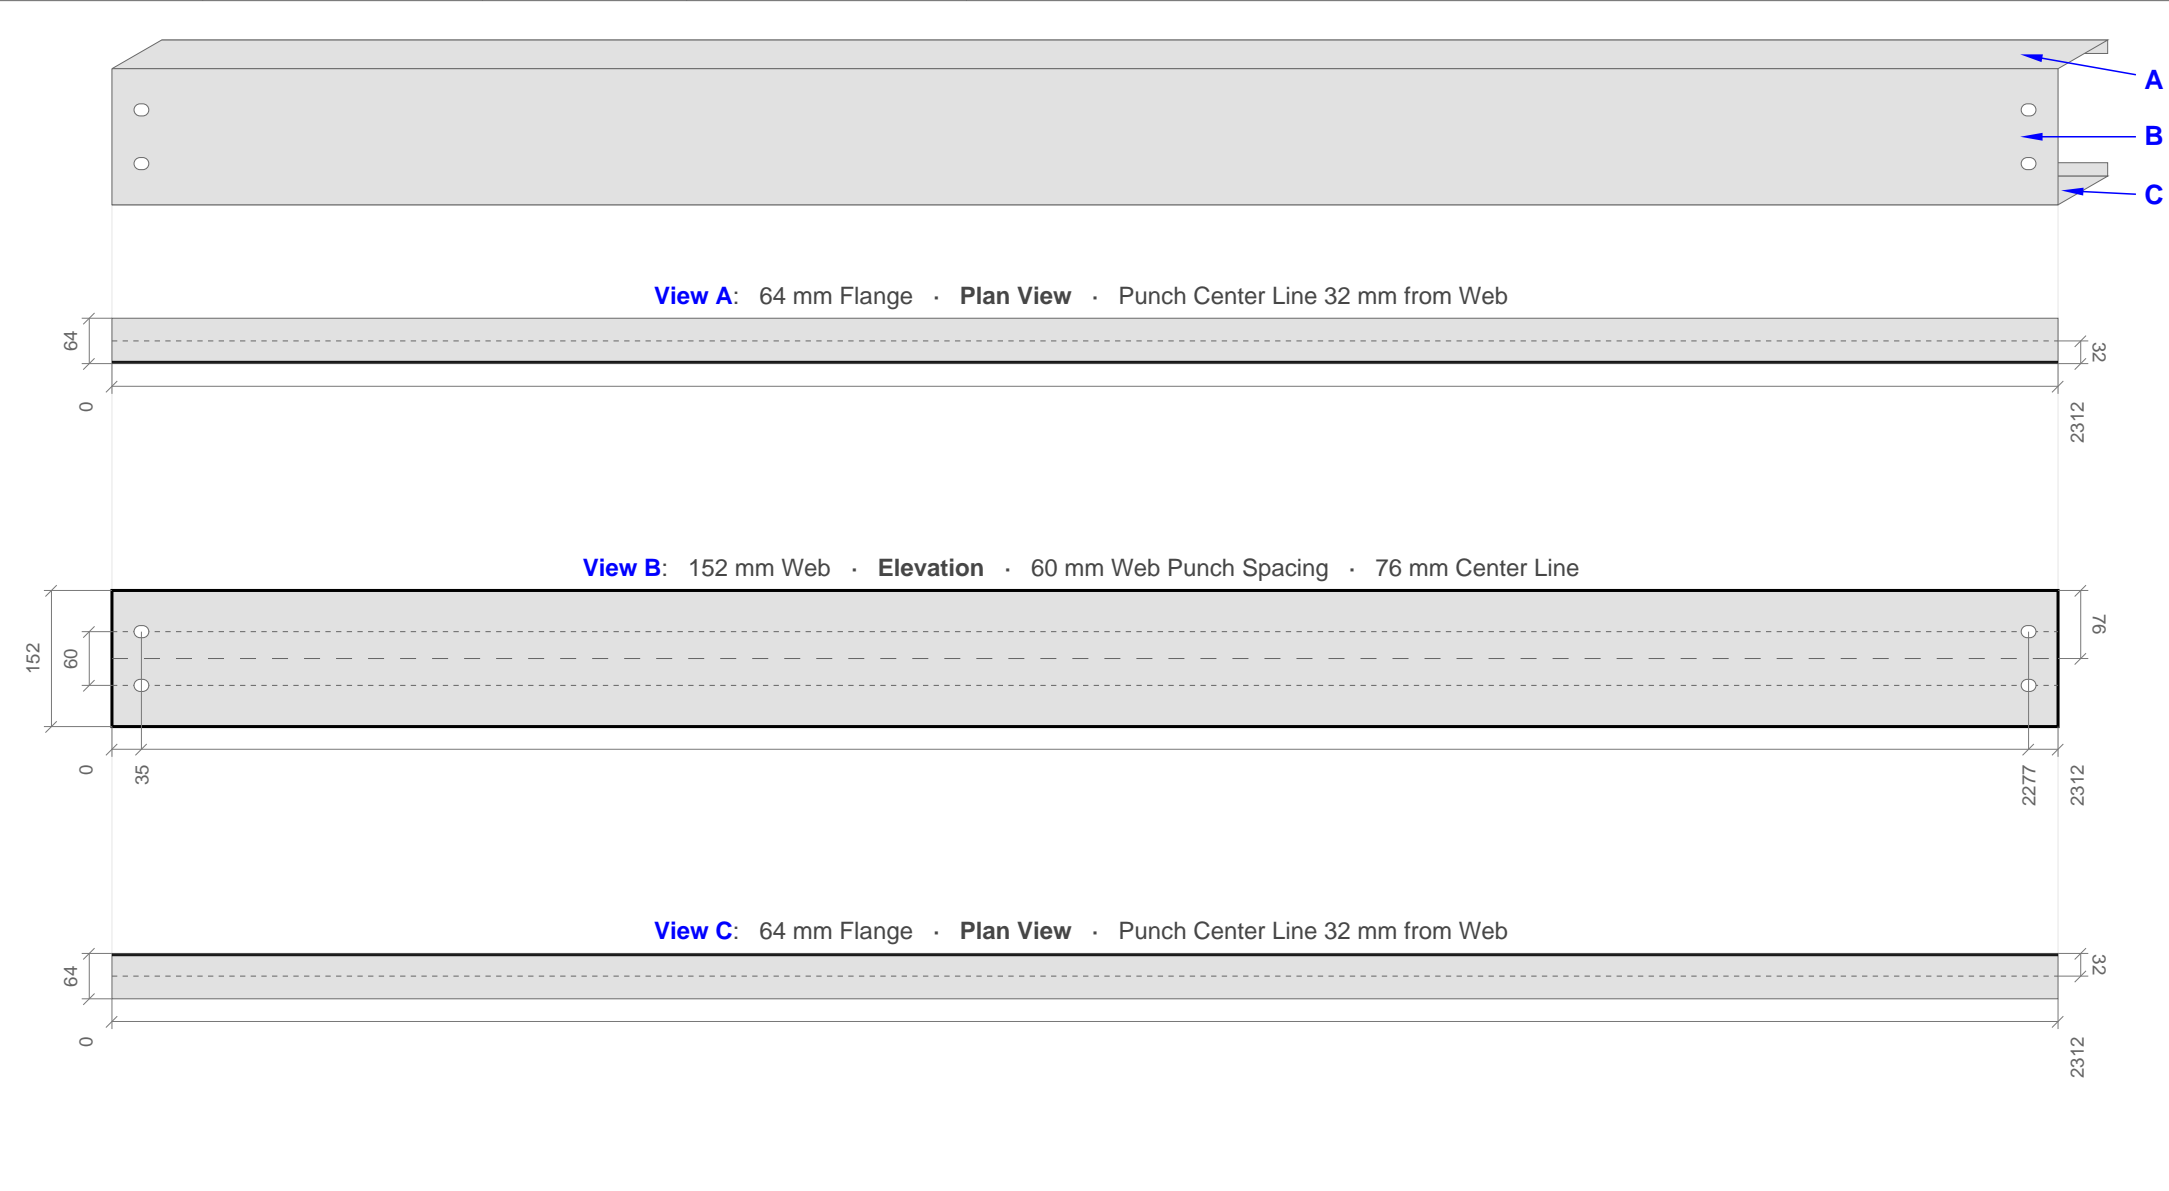 A
B
C
View A: 64 mm Flange · Plan View · Punch Center Line 32 mm from Web
64
32
0
2312
View B: 152 mm Web · Elevation · 60 mm Web Punch Spacing · 76 mm Center Line
152
60
76
0
35
2277
2312
View C: 64 mm Flange · Plan View · Punch Center Line 32 mm from Web
64
32
0
2312